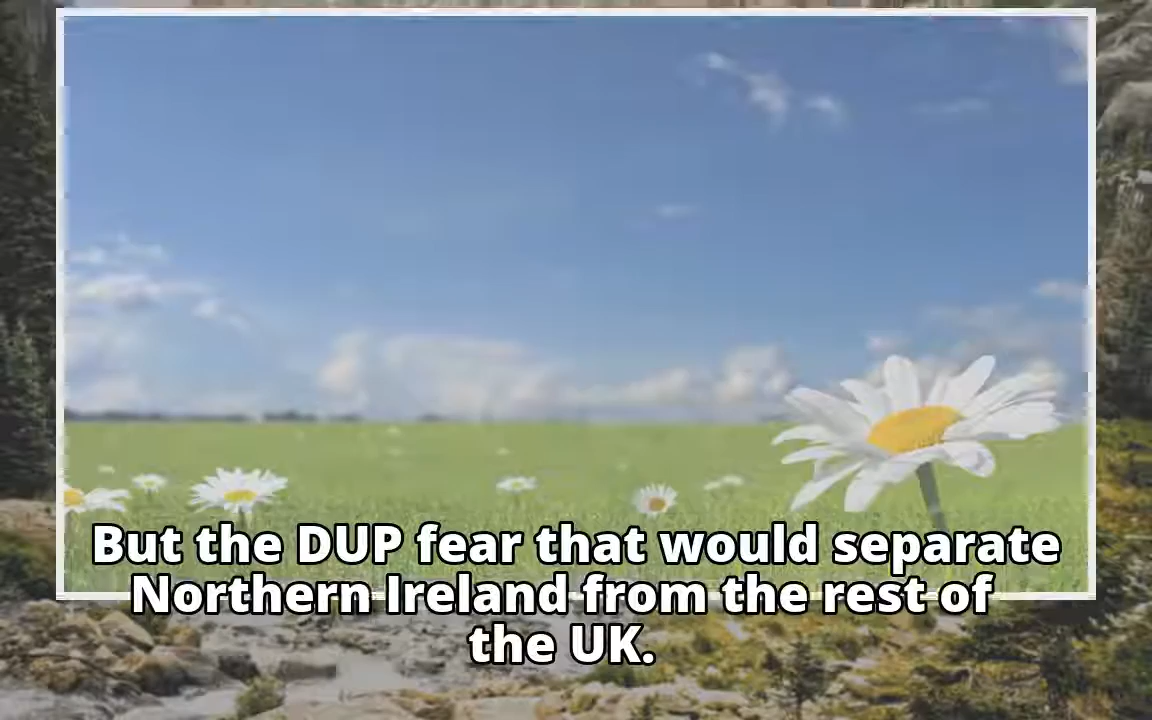 But the DUP fear that would separate
Northern Ireland from the rest of
the UK.